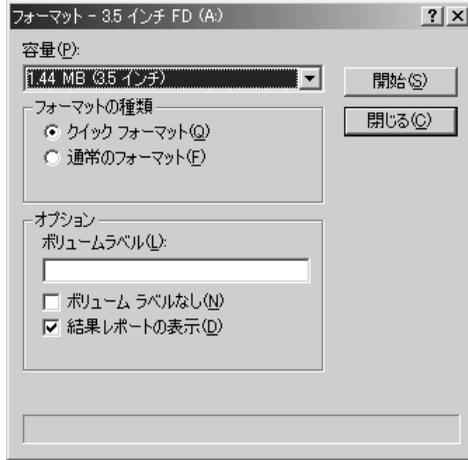 フォーマット - 3.5 インチ FD (A:)
容量(P):
1.44 MB (3.5 インチ)
開始(S)
フォーマットの種類
閉じる(C)
クイック フォーマット(Q)
通常のフォーマット(F)
オプション
ボリュームラベル(L):
ボリューム ラベルなし(N)
結果レポートの表示(D)